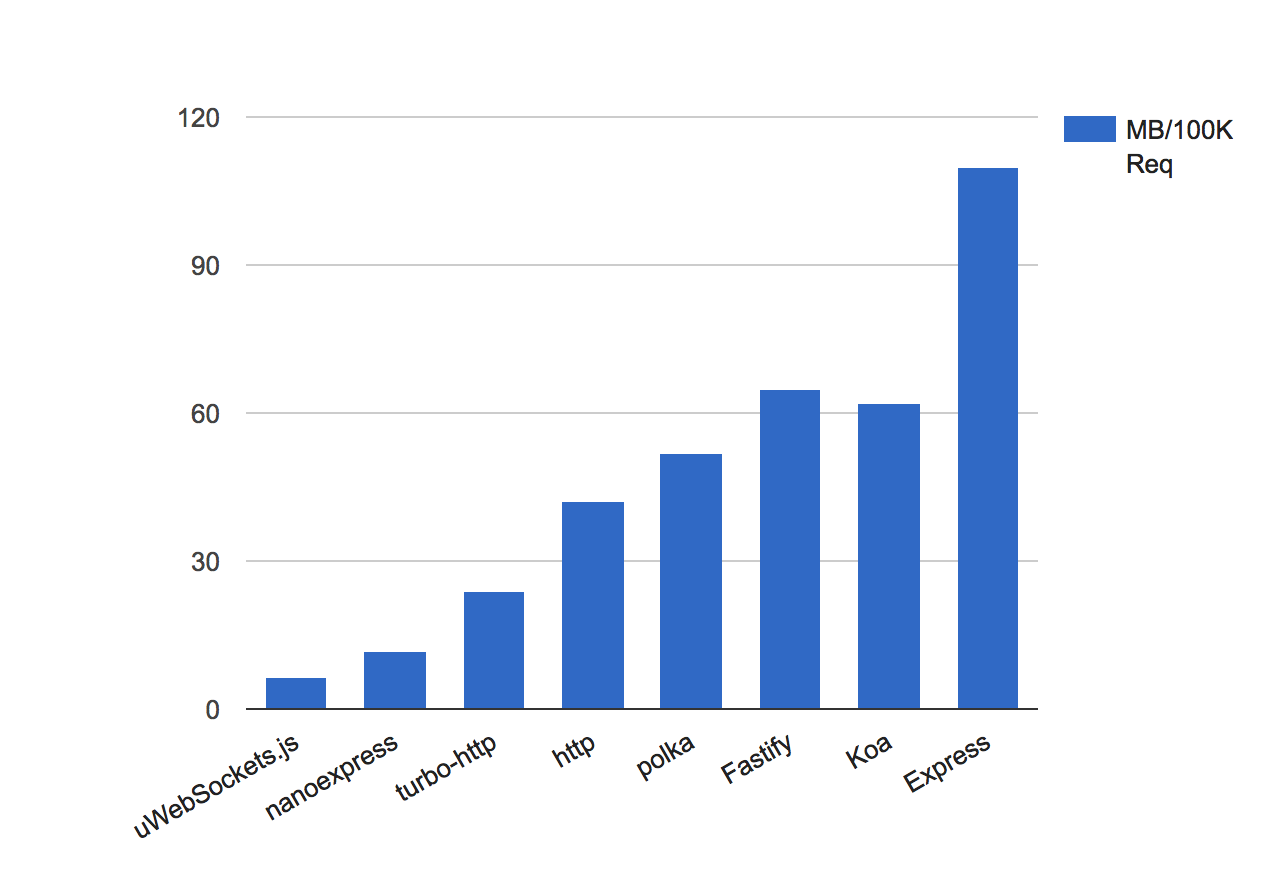 120
90
60
30
0
MB/100K
Req
uWebSockets.js
nanoexpress
turbo-http
http
polka
Fastify
Koa
Express